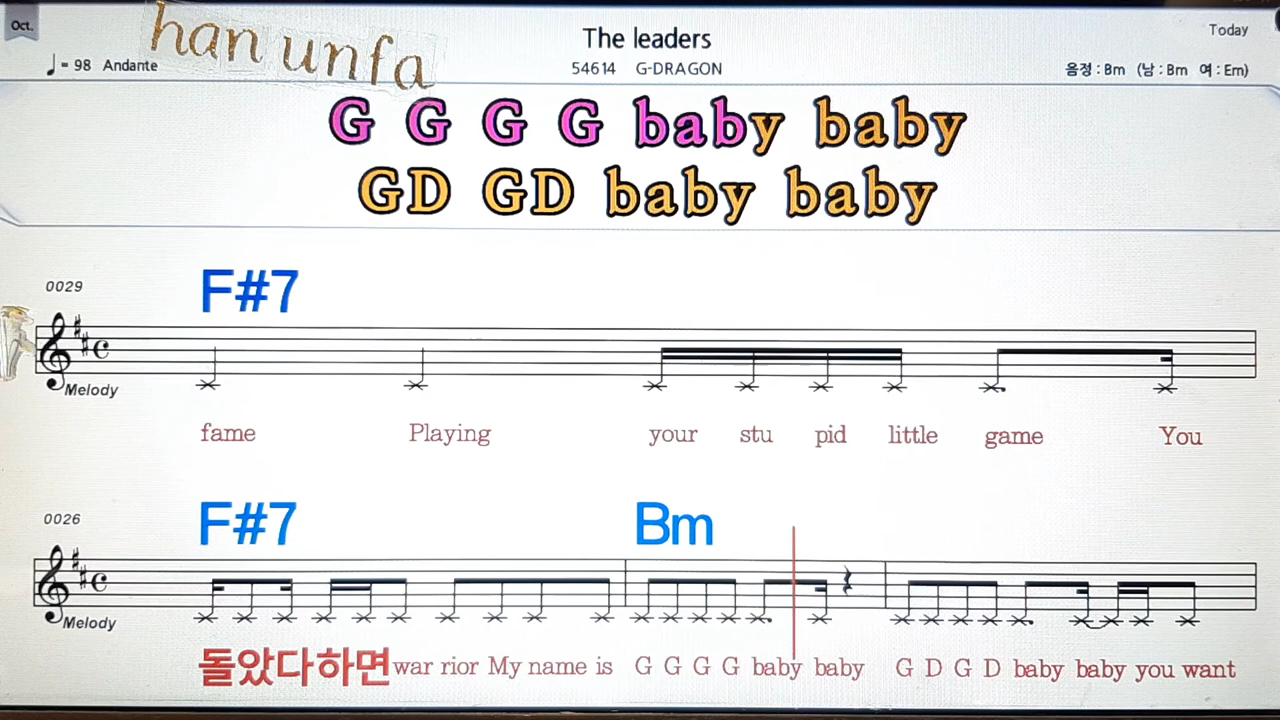 Oct.
han unfa
The leaders
Today
♩= 98 Andante
54614 G-DRAGON
음정 : Bm (남 : Bm 여 : Em)
G G G G baby baby
GD GD baby baby
0029
F#7
Melody
fame Playing your stu pid little game You
0026
F#7 Bm
Melody
돌았다하면 war rior My name is G G G G baby baby G D G D baby baby you want